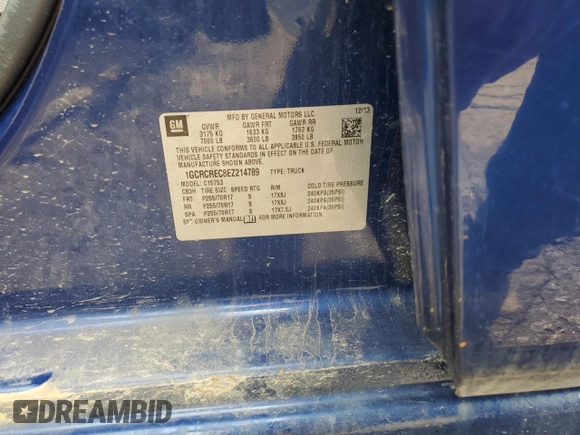 GM
MFD BY GENERAL MOTORS LLC
12/13
GVWR GAWR FRT GAWR RR
3175 KG 1633 KG 1792 KG
7000 LB 3600 LB 3950 LB
THIS VEHICLE CONFORMS TO ALL APPLICABLE U.S. FEDERAL MOTOR
VEHICLE SAFETY AND THEFT PREVENTION STANDARDS IN EFFECT ON THE DATE OF
MANUFACTURE SHOWN ABOVE.
1GCRCREC8EZ214789 TYPE: TRUCK
MODEL: C15753
TIRE SIZE SPEED RTG RIM COLD TIRE PRESSURE
FRT P255/70R17 S 17X8J 240KPA(35PSI)
RR P255/70R17 S 17X8J 240KPA(35PSI)
SPA P255/70R17 S 17X7.5J 240KPA(35PSI)
SEE OWNER'S MANUAL
DREAMBID